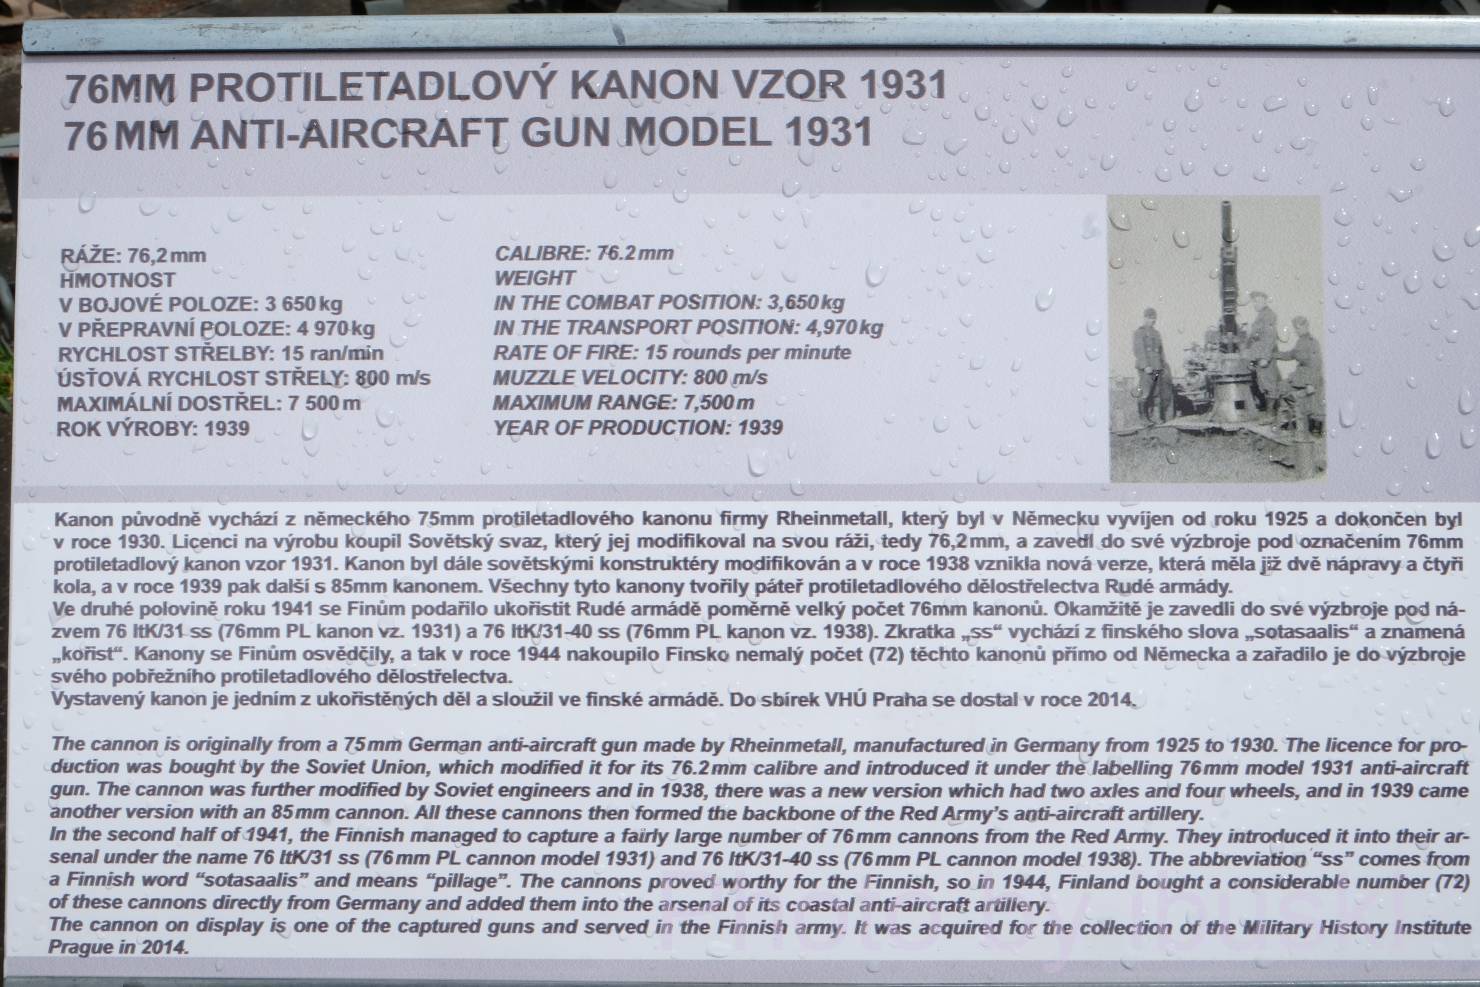 76MM PROTILETADLOVÝ KANON VZOR 1931
76MM ANTI-AIRCRAFT GUN MODEL 1931
RÁŽE: 76,2mm
HMOTNOST
V BOJOVÉ POLOZE: 3 650kg
V PŘEPRAVNÍ POLOZE: 4 970kg
RYCHLOST STŘELBY: 15 ran/min
ÚSŤOVÁ RYCHLOST STŘELY: 800 m/s
MAXIMÁLNÍ DOSTŘEL: 7 500m
ROK VÝROBY: 1939
CALIBRE: 76.2mm
WEIGHT
IN THE COMBAT POSITION: 3,650kg
IN THE TRANSPORT POSITION: 4,970kg
RATE OF FIRE: 15 rounds per minute
MUZZLE VELOCITY: 800 m/s
MAXIMUM RANGE: 7,500m
YEAR OF PRODUCTION: 1939
Kanon původně vychází z německého 75mm protiletadlového kanonu firmy Rheinmetall, který byl v Německu vyvíjen od roku 1925 a dokončen byl
v roce 1930. Licenci na výrobu koupil Sovětský svaz, který jej modifikoval na svou ráži, tedy 76,2mm, a zavedl do své výzbroje pod označením 76mm
protiletadlový kanon vzor 1931. Kanon byl dále sovětskými konstruktéry modifikován a v roce 1938 vznikla nová verze, která měla již dvě nápravy a čtyři
kola, a v roce 1939 pak další s 85mm kanonem. Všechny tyto kanony tvořily páteř protiletadlového dělostřelectva Rudé armády.
Ve druhé polovině roku 1941 se Finům podařilo ukořistit Rudé armádě poměrně velký počet 76mm kanonů. Okamžitě je zavedli do své výzbroje pod ná-
zvem 76 ItK/31 ss (76mm PL kanon vz. 1931) a 76 ItK/31-40 ss (76mm PL kanon vz. 1938). Zkratka „ss“ vychází z finského slova „sotasaalis“ a znamená
„kořist“. Kanony se Finům osvědčily, a tak v roce 1944 nakoupilo Finsko nemalý počet (72) těchto kanonů přímo od Německa a zařadilo je do výzbroje
svého pobřežního protiletadlového dělostřelectva.
Vystavený kanon je jedním z ukořistěných děl a sloužil ve finské armádě. Do sbírek VHÚ Praha se dostal v roce 2014.
The cannon is originally from a 75mm German anti-aircraft gun made by Rheinmetall, manufactured in Germany from 1925 to 1930. The licence for pro-
duction was bought by the Soviet Union, which modified it for its 76.2mm calibre and introduced it under the labelling 76mm model 1931 anti-aircraft
gun. The cannon was further modified by Soviet engineers and in 1938, there was a new version which had two axles and four wheels, and in 1939 came
another version with an 85mm cannon. All these cannons then formed the backbone of the Red Army's anti-aircraft artillery.
In the second half of 1941, the Finnish managed to capture a fairly large number of 76mm cannons from the Red Army. They introduced it into their ar-
senal under the name 76 ItK/31 ss (76mm PL cannon model 1931) and 76 ItK/31-40 ss (76mm PL cannon model 1938). The abbreviation “ss” comes from
a Finnish word “sotasaalis” and means “pillage”. The cannons proved worthy for the Finnish, so in 1944, Finland bought a considerable number (72)
of these cannons directly from Germany and added them into the arsenal of its coastal anti-aircraft artillery.
The cannon on display is one of the captured guns and served in the Finnish army. It was acquired for the collection of the Military History Institute
Prague in 2014.